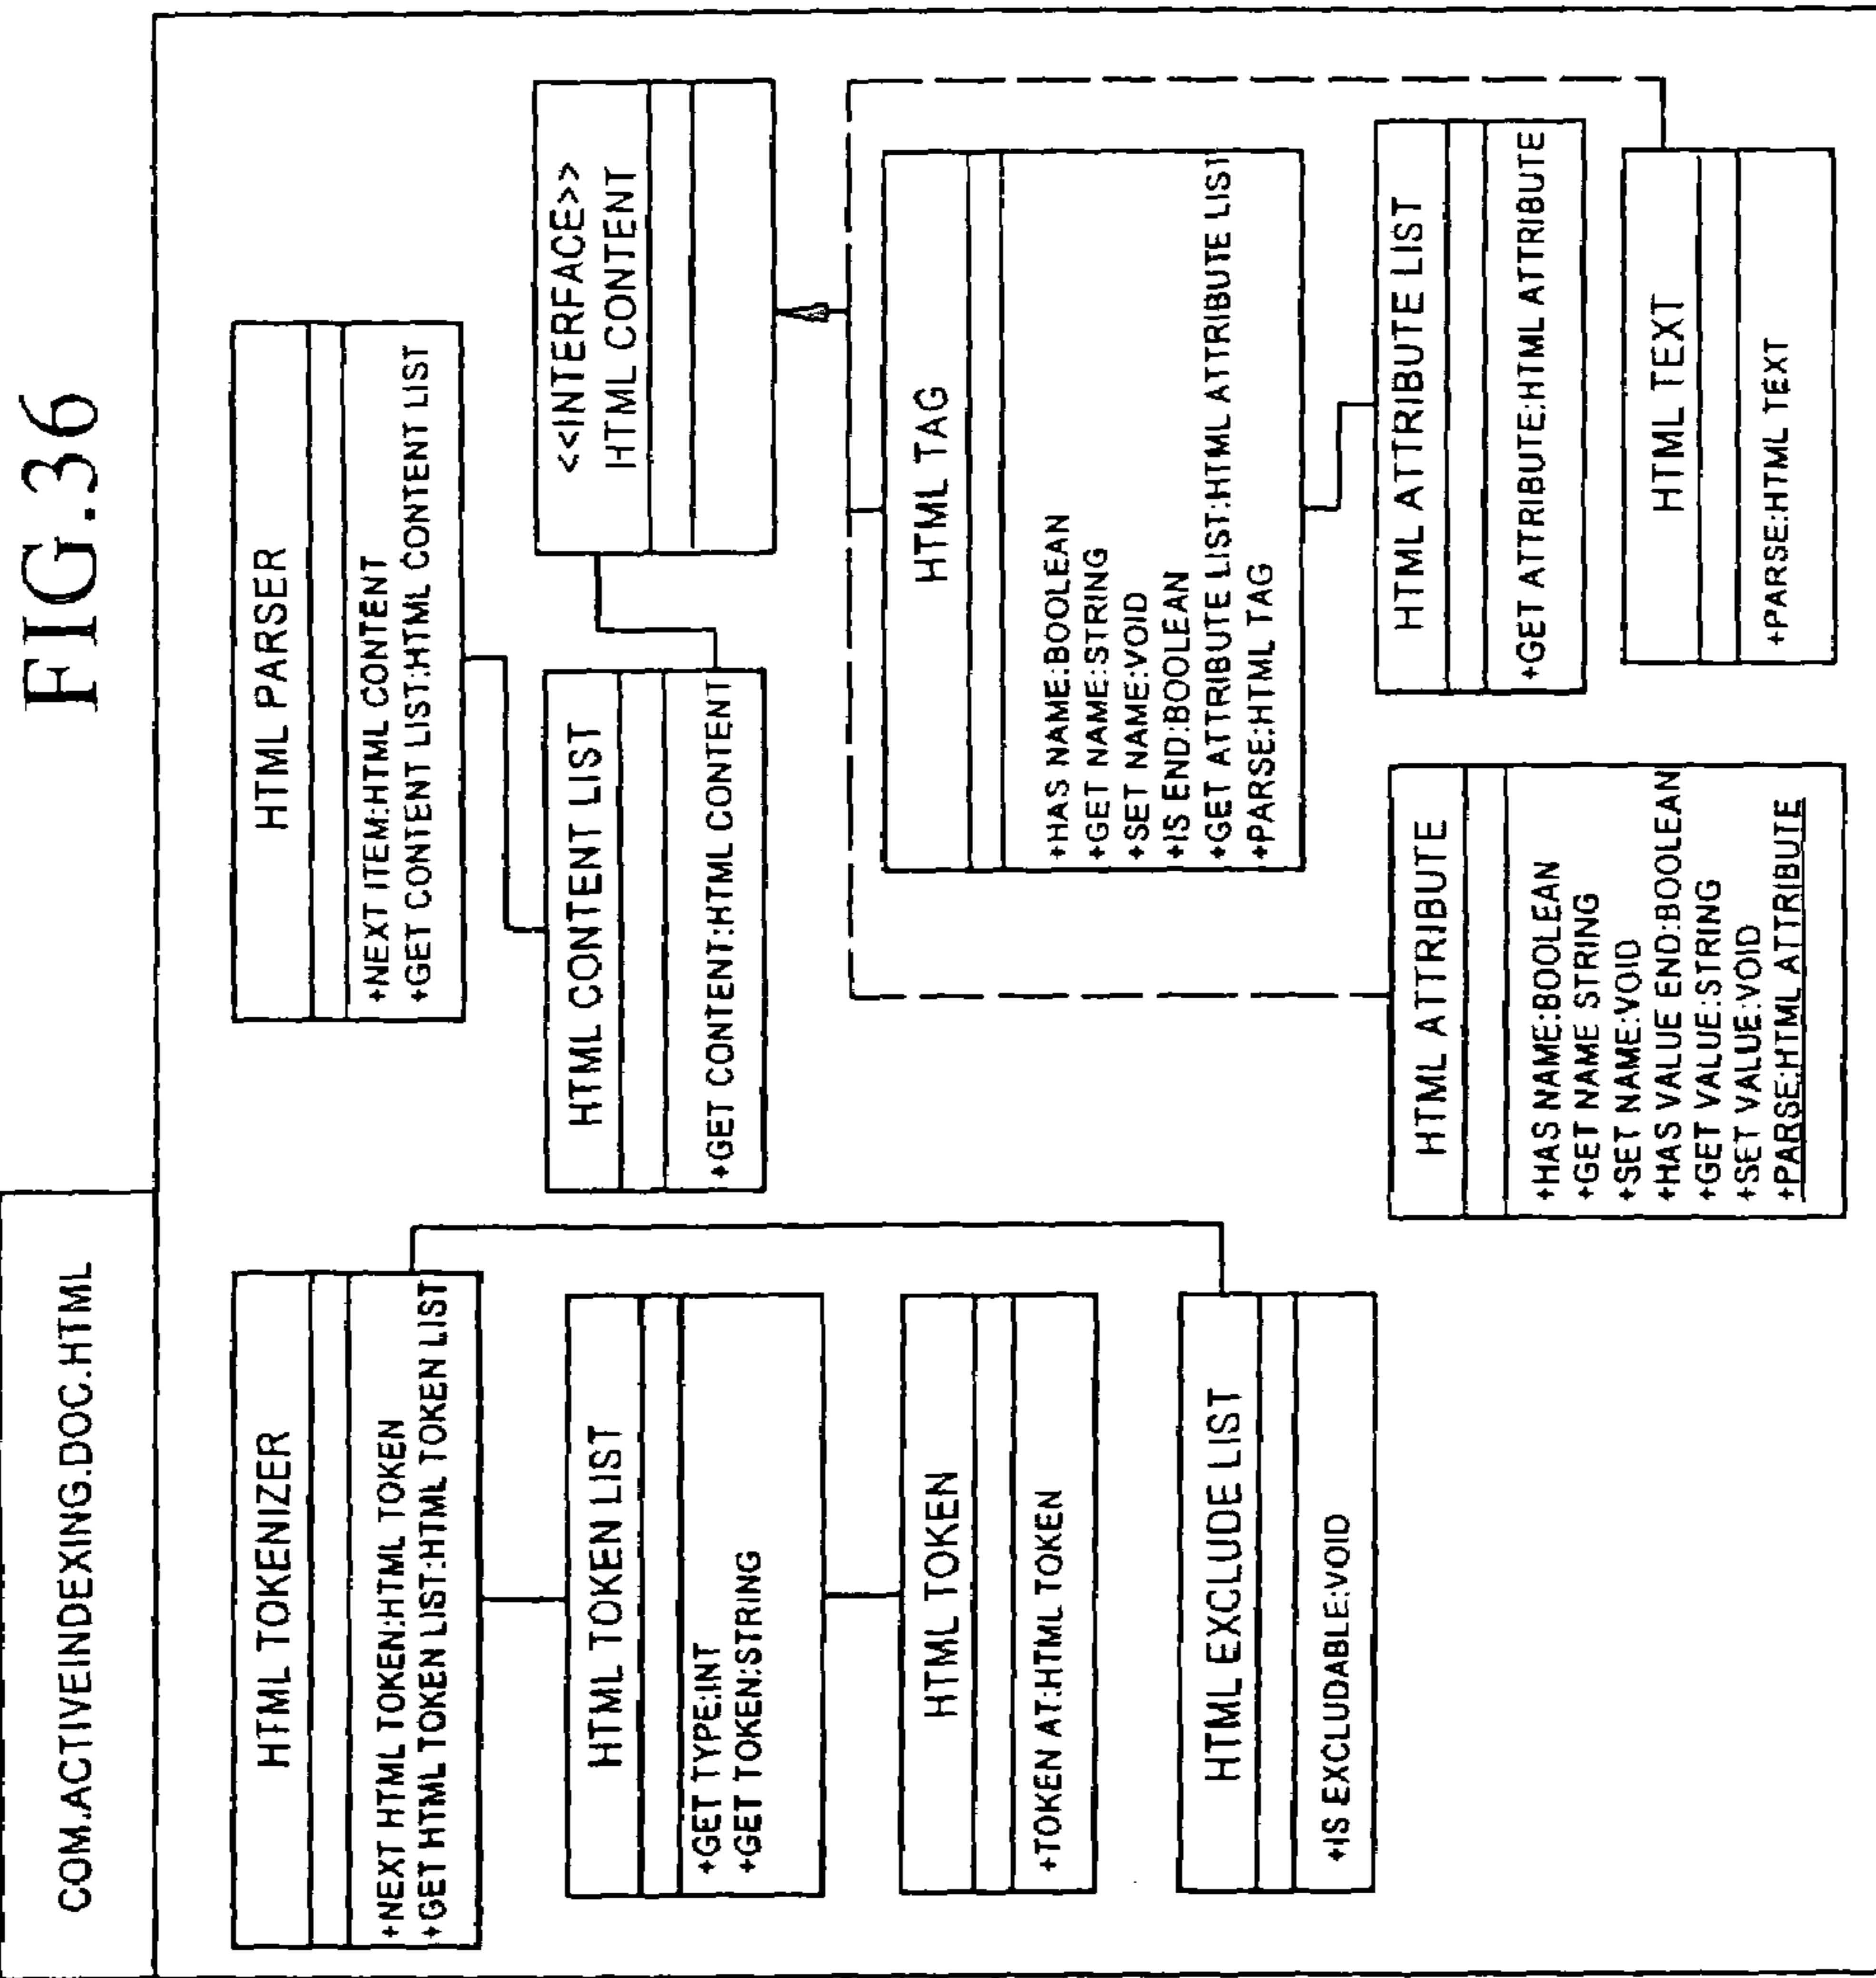 FIG.36
COM.ACTIVEINDEXING.DOC.HTML
HTML TOKENIZER
+NEXT HTML TOKEN:HTML TOKEN
+GET HTML TOKEN LIST:HTML TOKEN LIST
HTML TOKEN LIST
+GET TYPE:INT
+GET TOKEN:STRING
HTML TOKEN
+TOKEN AT:HTML TOKEN
HTML EXCLUDE LIST
+IS EXCLUDABLE:VOID
HTML PARSER
+NEXT ITEM:HTML CONTENT
+GET CONTENT LIST:HTML CONTENT LIST
HTML CONTENT LIST
+GET CONTENT:HTML CONTENT
<<INTERFACE>>
HTML CONTENT
HTML TAG
+HAS NAME:BOOLEAN
+GET NAME:STRING
+SET NAME:VOID
+IS END:BOOLEAN
+GET ATTRIBUTE LIST:HTML ATTRIBUTE LIST
+PARSE:HTML TAG
HTML ATTRIBUTE
+HAS NAME:BOOLEAN
+GET NAME STRING
+SET NAME:VOID
+HAS VALUE END:BOOLEAN
+GET VALUE:STRING
+SET VALUE:VOID
+PARSE:HTML ATTRIBUTE
HTML ATTRIBUTE LIST
+GET ATTRIBUTE:HTML ATTRIBUTE
HTML TEXT
+PARSE:HTML TEXT